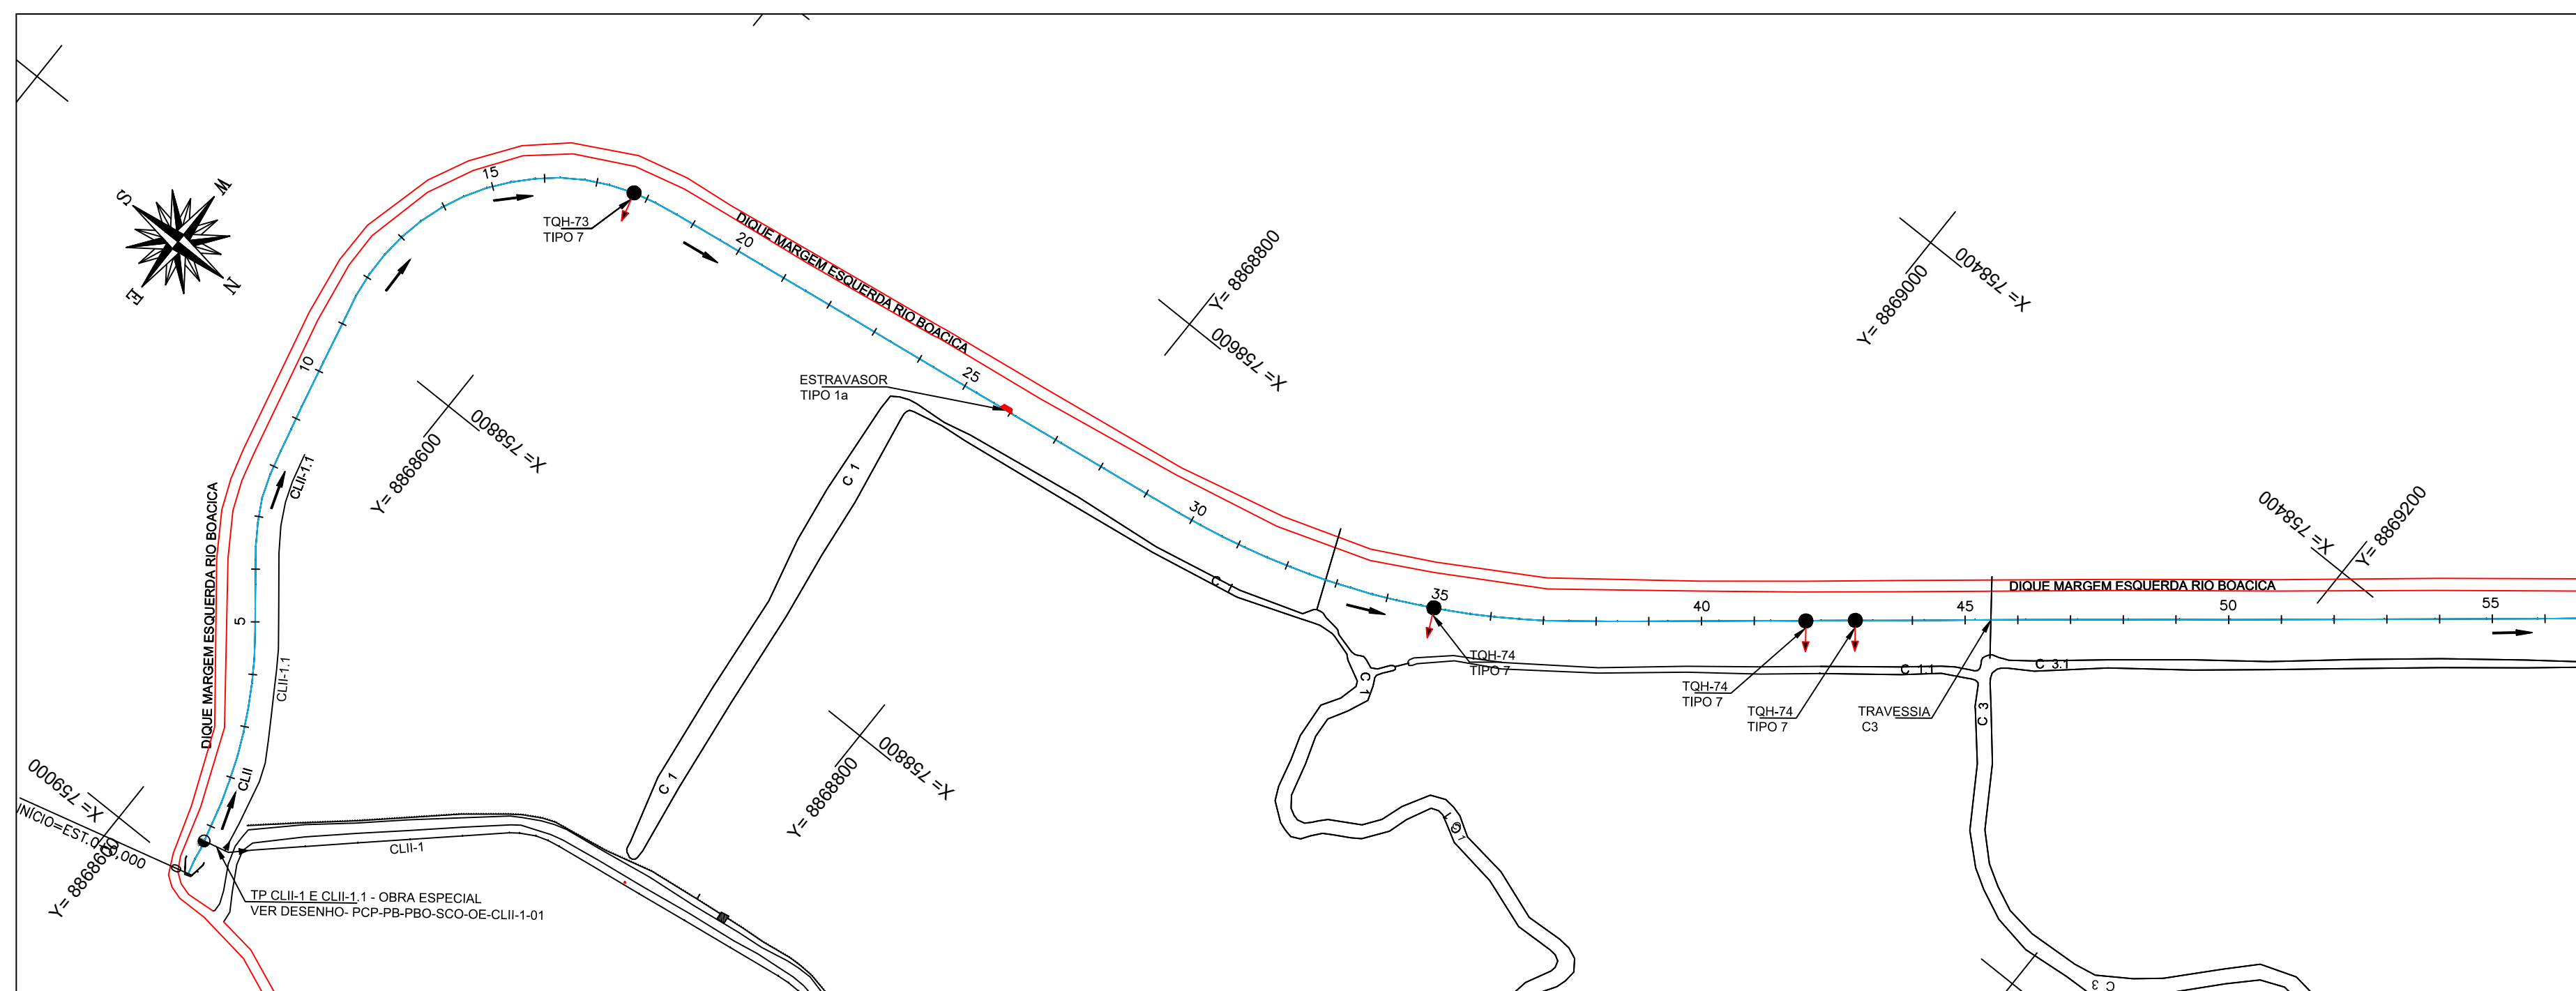 S
W
N
E
15
TQH-73
TIPO 7
20
DIQUE MARGEM ESQUERDA RIO BOACICA
Y= 8868800
X= 758600
Y= 8869000
X= 758400
10
X= 758800
Y= 8868600
ESTRAVASOR
TIPO 1a
25
C 1
CLII-1.1
30
C 1
DIQUE MARGEM ESQUERDA RIO BOACICA
5
CLII-1.1
35
TQH-74
TIPO 7
C 1
40
45
50
55
DIQUE MARGEM ESQUERDA RIO BOACICA
X= 758400
Y= 8869200
C 1.1
C 3.1
C 3
TQH-74
TIPO 7
TQH-74
TIPO 7
TRAVESSIA
C3
X= 758800
Y= 8868800
C 1
CLII
X= 759000
INÍCIO=EST.0+0,000
Y= 8868600
0
CLII-1
TP CLII-1 E CLII-1.1 - OBRA ESPECIAL
VER DESENHO- PCP-PB-PBO-SCO-OE-CLII-1-01
C 3